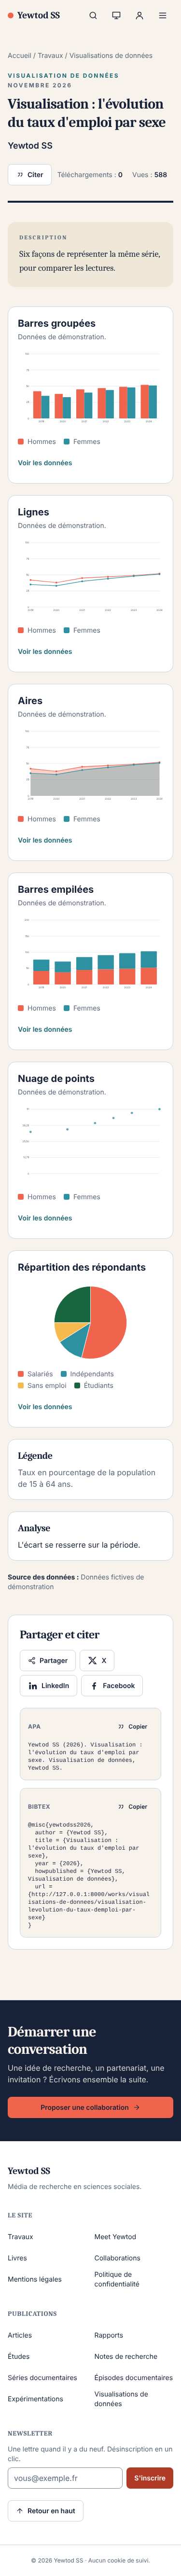 Yewtod SS
Accueil / Travaux / Visualisations de données
VISUALISATION DE DONNÉES
NOVEMBRE 2026
Visualisation : l'évolution
du taux d'emploi par sexe
Yewtod SS
Citer
Téléchargements : 0
Vues : 588
DESCRIPTION
Six façons de représenter la même série,
pour comparer les lectures.
Barres groupées
Données de démonstration.
Hommes
Femmes
Voir les données
Lignes
Données de démonstration.
Hommes
Femmes
Voir les données
Aires
Données de démonstration.
Hommes
Femmes
Voir les données
Barres empilées
Données de démonstration.
Hommes
Femmes
Voir les données
Nuage de points
Données de démonstration.
Hommes
Femmes
Voir les données
Répartition des répondants
Salariés
Indépendants
Sans emploi
Étudiants
Voir les données
Légende
Taux en pourcentage de la population
de 15 à 64 ans.
Analyse
L'écart se resserre sur la période.
Source des données : Données fictives de
démonstration
Partager et citer
Partager
X
LinkedIn
Facebook
APA
Copier
Yewtod SS (2026). Visualisation :
l'évolution du taux d'emploi par
sexe. Visualisation de données,
Yewtod SS.
BIBTEX
Copier
@misc{yewtodss2026,
author = {Yewtod SS},
title = {Visualisation :
l'évolution du taux d'emploi par
sexe},
year = {2026},
howpublished = {Yewtod SS,
Visualisation de données},
url =
{http://127.0.0.1:8000/works/visual
isations-de-donnees/visualisation-
levolution-du-taux-demploi-par-
sexe}
}
Démarrer une
conversation
Une idée de recherche, un partenariat, une
invitation ? Écrivons ensemble la suite.
Proposer une collaboration
Yewtod SS
Média de recherche en sciences sociales.
LE SITE
Travaux
Meet Yewtod
Livres
Collaborations
Mentions légales
Politique de
confidentialité
PUBLICATIONS
Articles
Rapports
Études
Notes de recherche
Séries documentaires
Épisodes documentaires
Expérimentations
Visualisations de
données
NEWSLETTER
Une lettre quand il y a du neuf. Désinscription en un
clic.
vous@exemple.fr
S'inscrire
Retour en haut
© 2026 Yewtod SS · Aucun cookie de suivi.